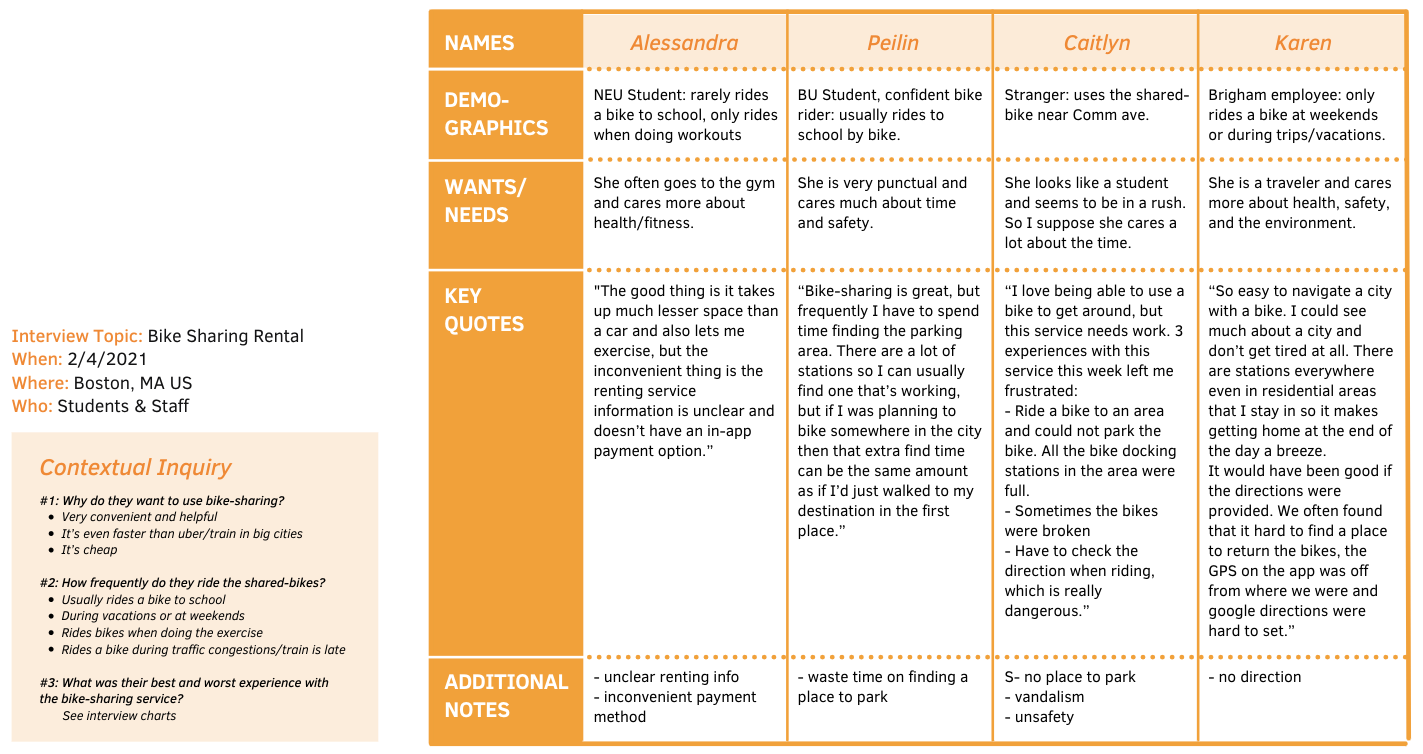 Interview Topic: Bike Sharing Rental
When: 2/4/2021
Where: Boston, MA US
Who: Students & Staff
Contextual Inquiry
#1: Why do they want to use bike-sharing?
• Very convenient and helpful
• It's even faster than uber/train in big cities
• It's cheap
#2: How frequently do they ride the shared-bikes?
• Usually rides a bike to school
• During vacations or at weekends
• Rides bikes when doing the exercise
• Rides a bike during traffic congestions/train is late
#3: What was their best and worst experience with
the bike-sharing service?
See interview charts
NAMES
Alessandra
Peilin
Caitlyn
Karen
DEMO-
GRAPHICS
NEU Student: rarely rides
a bike to school, only rides
when doing workouts
BU Student, confident bike
rider: usually rides to
school by bike.
Stranger: uses the shared-
bike near Comm ave.
Brigham employee: only
rides a bike at weekends
or during trips/vacations.
WANTS/
NEEDS
She often goes to the gym
and cares more about
health/fitness.
She is very punctual and
cares much about time
and safety.
She looks like a student
and seems to be in a rush.
So I suppose she cares a
lot about the time.
She is a traveler and cares
more about health, safety,
and the environment.
KEY
QUOTES
"The good thing is it takes
up much lesser space than
a car and also lets me
exercise, but the
inconvenient thing is the
renting service
information is unclear and
doesn't have an in-app
payment option.”
“Bike-sharing is great, but
frequently I have to spend
time finding the parking
area. There are a lot of
stations so I can usually
find one that's working,
but if I was planning to
bike somewhere in the city
then that extra find time
can be the same amount
as if I'd just walked to my
destination in the first
place.”
“I love being able to use a
bike to get around, but
this service needs work. 3
experiences with this
service this week left me
frustrated:
- Ride a bike to an area
and could not park the
bike. All the bike docking
stations in the area were
full.
- Sometimes the bikes
were broken
- Have to check the
direction when riding,
which is really
dangerous.”
“So easy to navigate a city
with a bike. I could see
much about a city and
don't get tired at all. There
are stations everywhere
even in residential areas
that I stay in so it makes
getting home at the end of
the day a breeze.
It would have been good if
the directions were
provided. We often found
that it hard to find a place
to return the bikes, the
GPS on the app was off
from where we were and
google directions were
hard to set.”
ADDITIONAL
NOTES
- unclear renting info
- inconvenient payment
method
- waste time on finding a
place to park
S- no place to park
- vandalism
- unsafety
- no direction